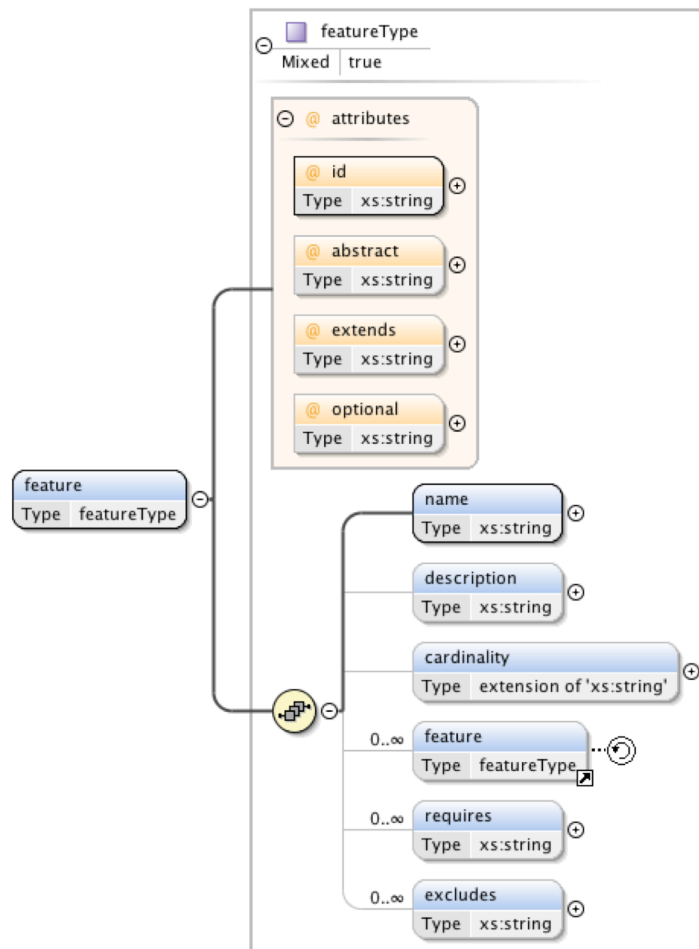 featureType
Mixed true
@ attributes
@ id
Type xs:string
@ abstract
Type xs:string
@ extends
Type xs:string
@ optional
Type xs:string
feature
Type featureType
name
Type xs:string
description
Type xs:string
cardinality
Type extension of 'xs:string'
0..∞ feature
Type featureType
0..∞ requires
Type xs:string
0..∞ excludes
Type xs:string